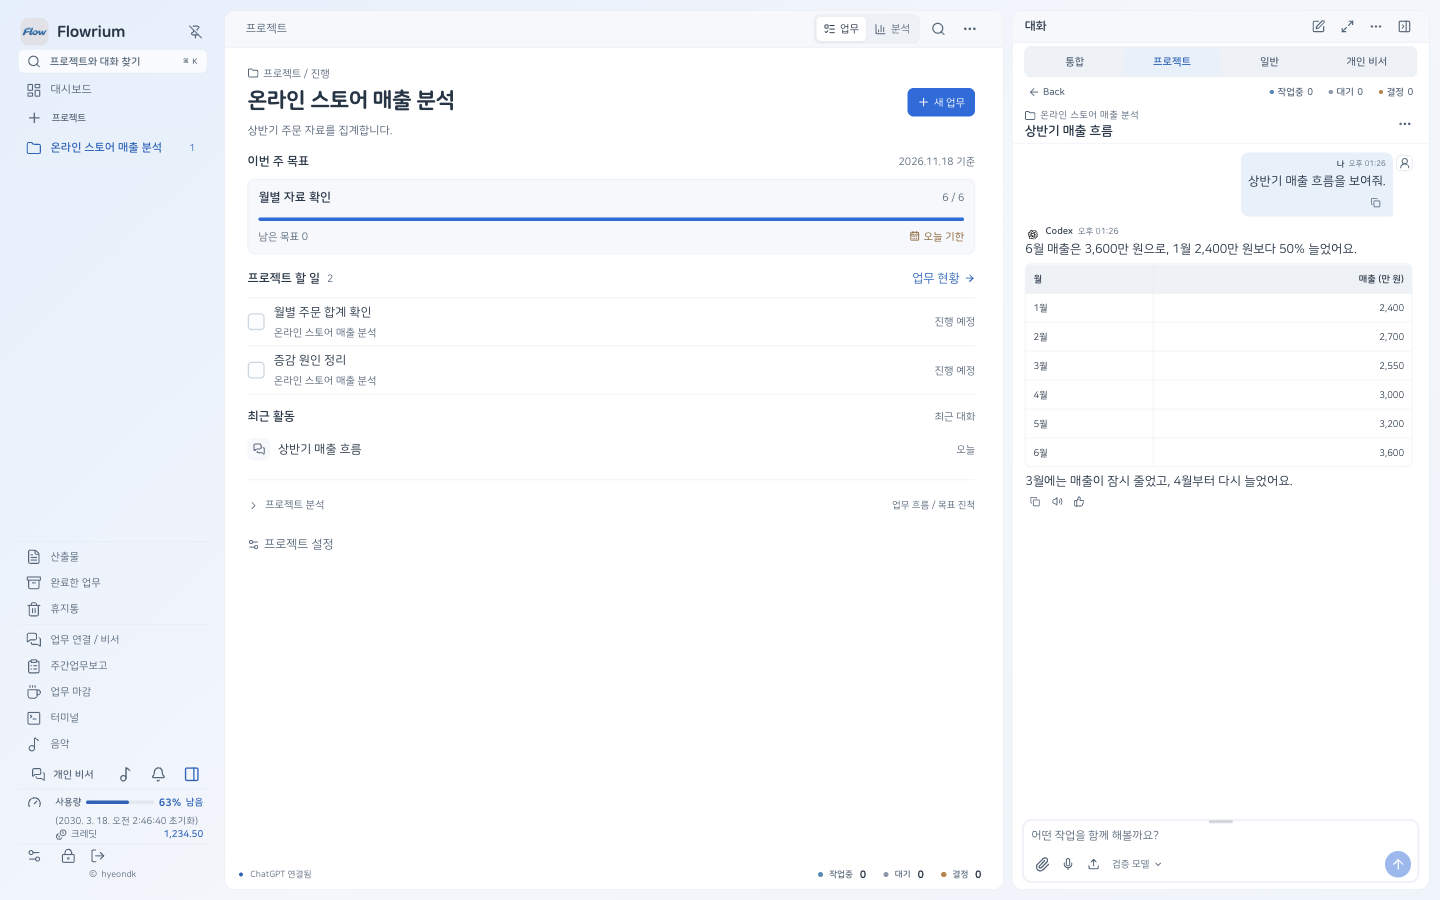 Flow Flowrium
프로젝트와 대화 찾기 ⌘ K
대시보드
프로젝트
온라인 스토어 매출 분석 1
산출물
완료한 업무
휴지통
업무 연결 / 비서
주간업무보고
업무 마감
터미널
음악
개인 비서
사용량 63% 남음
(2030. 3. 18. 오전 2:46:40 초기화)
크레딧 1,234.50
© hyeondk
프로젝트 업무 분석
프로젝트 / 진행
온라인 스토어 매출 분석
새 업무
상반기 주문 자료를 집계합니다.
이번 주 목표 2026.11.18 기준
월별 자료 확인 6 / 6
남은 목표 0 오늘 기한
프로젝트 할 일 2 업무 현황
월별 주문 합계 확인
온라인 스토어 매출 분석 진행 예정
증감 원인 정리
온라인 스토어 매출 분석 진행 예정
최근 활동 최근 대화
상반기 매출 흐름 오늘
프로젝트 분석 업무 흐름 / 목표 진척
프로젝트 설정
ChatGPT 연결됨 작업중 0 대기 0 결정 0
대화
통합 프로젝트 일반 개인 비서
Back 작업중 0 대기 0 결정 0
온라인 스토어 매출 분석
상반기 매출 흐름
나 오후 01:26
상반기 매출 흐름을 보여줘.
Codex 오후 01:26
6월 매출은 3,600만 원으로, 1월 2,400만 원보다 50% 늘었어요.
월 매출 (만 원)
1월 2,400
2월 2,700
3월 2,550
4월 3,000
5월 3,200
6월 3,600
3월에는 매출이 잠시 줄었고, 4월부터 다시 늘었어요.
어떤 작업을 함께 해볼까요?
검증 모델